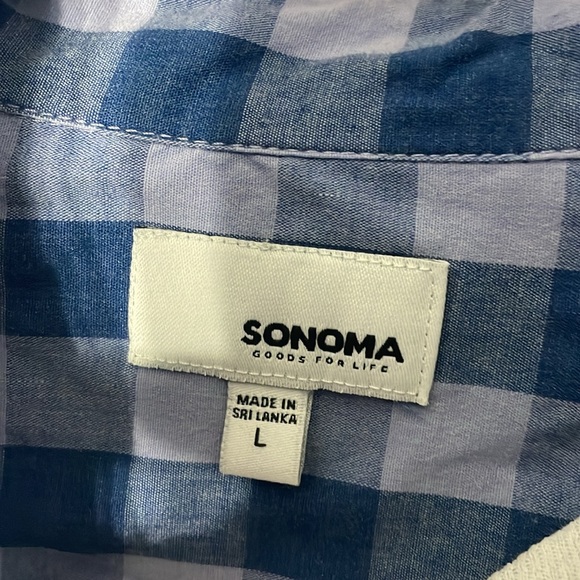 SONOMA
GOODS FOR LIFE
MADE IN
SRI LANKA
L